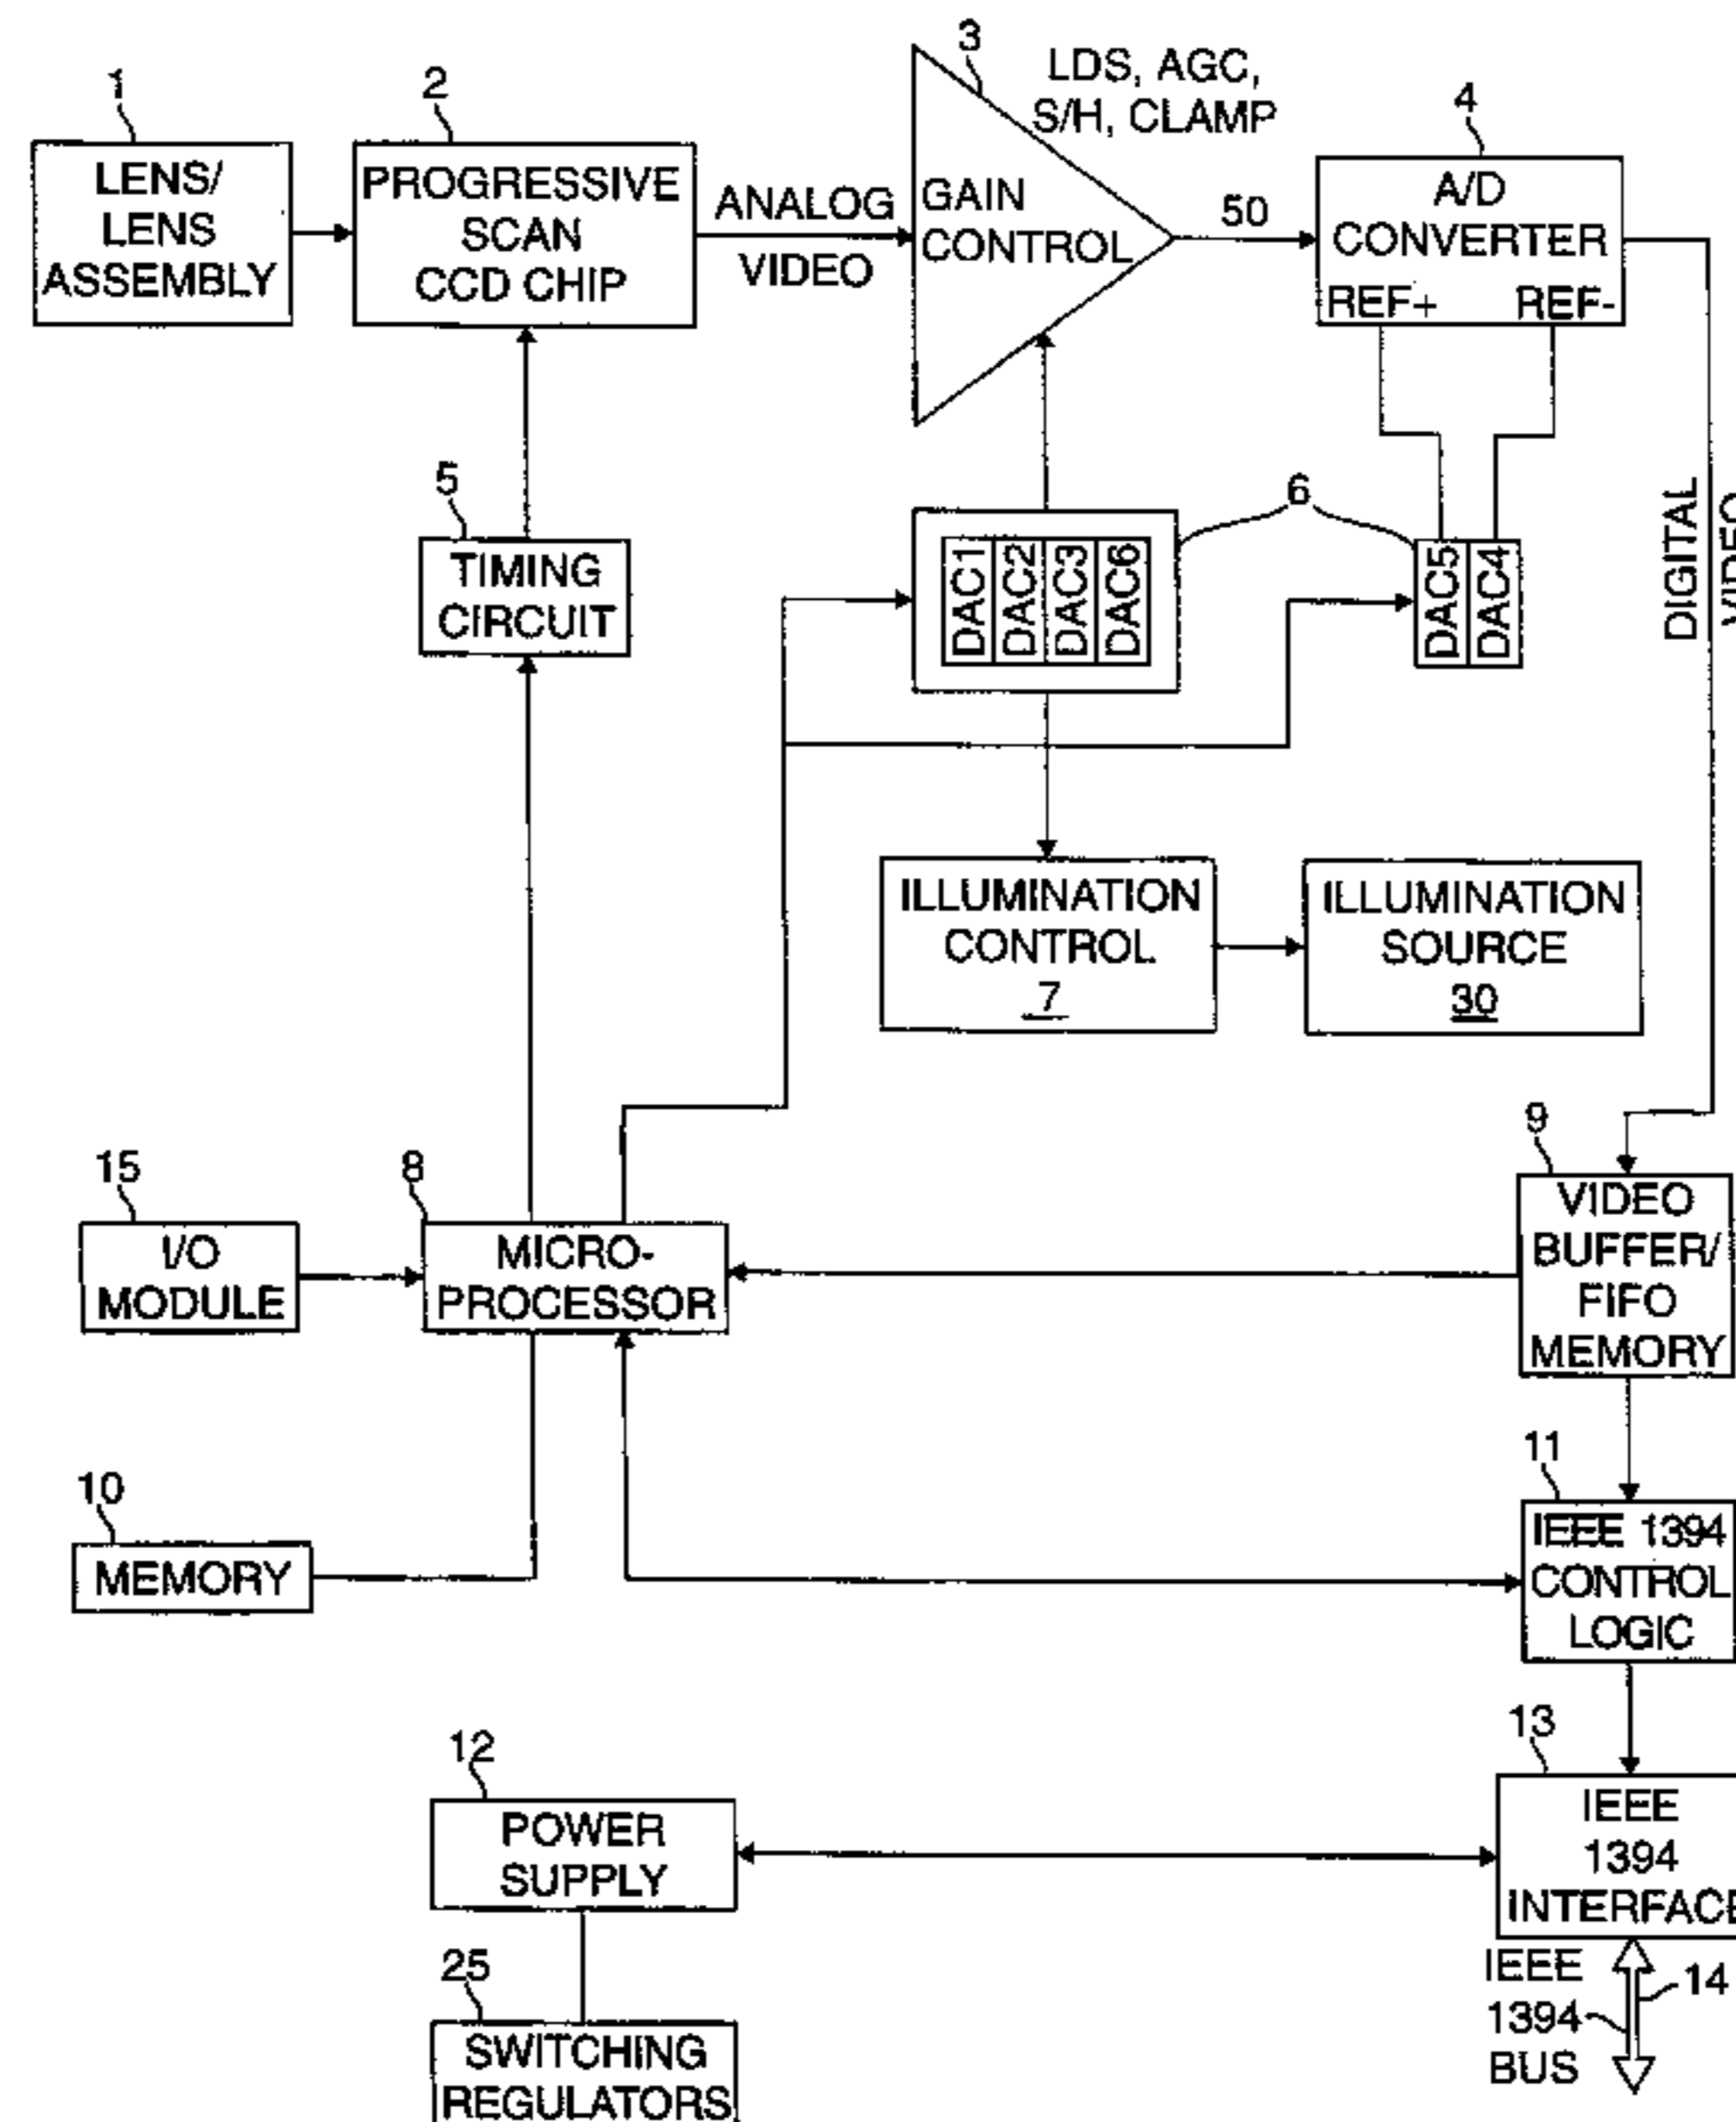 1
LENS/
LENS
ASSEMBLY
2
PROGRESSIVE
SCAN
CCD CHIP
ANALOG
VIDEO
3
LDS, AGC,
S/H, CLAMP
GAIN
CONTROL
50
4
A/D
CONVERTER
REF+ REF-
5
TIMING
CIRCUIT
6
DAC1
DAC2
DAC3
DAC6
DAC5
DAC4
DIGITAL
VIDEO
ILLUMINATION
CONTROL
7
ILLUMINATION
SOURCE
30
15
I/O
MODULE
8
MICRO-
PROCESSOR
9
VIDEO
BUFFER/
FIFO
MEMORY
10
MEMORY
11
IEEE 1394
CONTROL
LOGIC
12
POWER
SUPPLY
13
IEEE
1394
INTERFACE
25
SWITCHING
REGULATORS
IEEE
1394
BUS
14